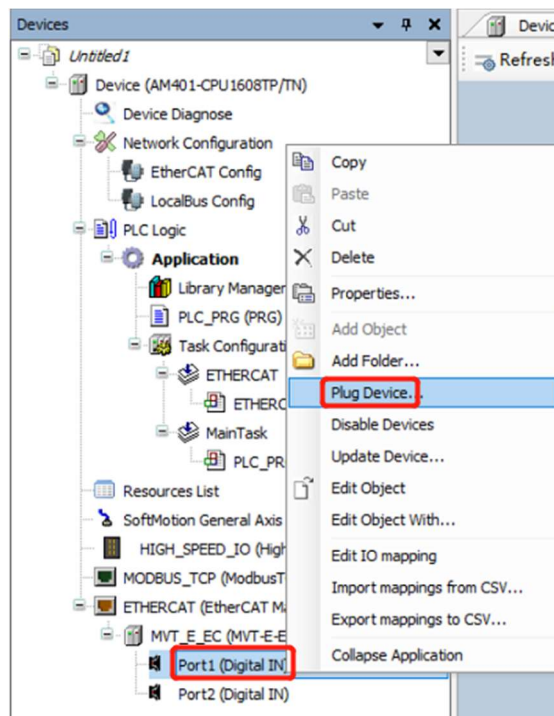 Devices
Devic
Untitled1
Refresh
Device (AM401-CPU1608TP/TN)
Device Diagnose
Network Configuration
EtherCAT Config
LocalBus Config
PLC Logic
Application
Library Manager
PLC_PRG (PRG)
Task Configurati
ETHERCAT
ETHERC
MainTask
PLC_PR
Resources List
SoftMotion General Axis
HIGH_SPEED_IO (High
MODBUS_TCP (ModbusT
ETHERCAT (EtherCAT Ma
MVT_E_EC (MVT-E-E
Port1 (Digital IN)
Port2 (Digital IN)
Copy
Paste
Cut
Delete
Properties...
Add Object
Add Folder...
Plug Device...
Disable Devices
Update Device...
Edit Object
Edit Object With...
Edit IO mapping
Import mappings from CSV...
Export mappings to CSV...
Collapse Application